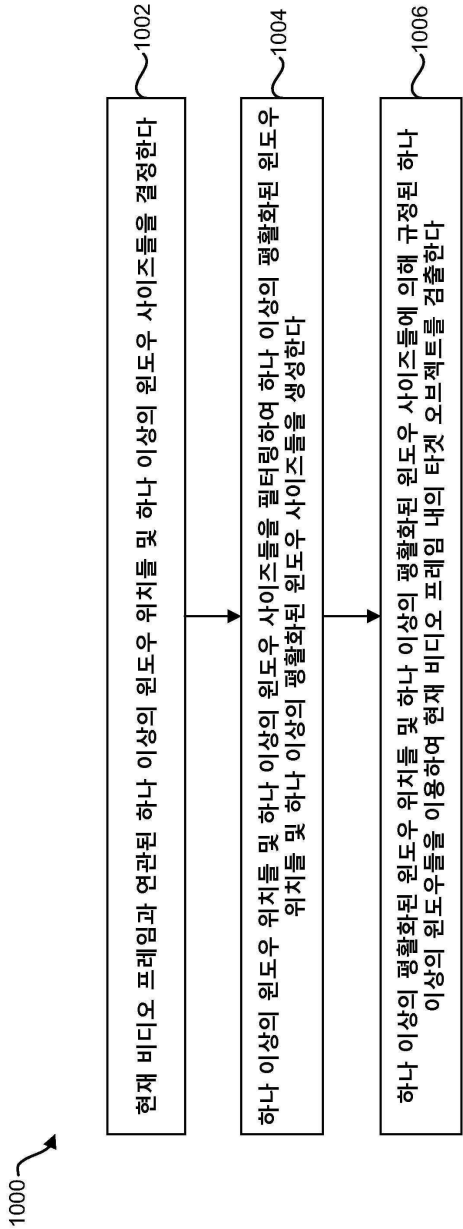 1000
현재 비디오 프레임과 연관된 하나 이상의 윈도우 위치들 및 하나 이상의 윈도우 사이즈들을 결정한다
1002
하나 이상의 윈도우 위치들 및 하나 이상의 윈도우 사이즈들을 필터링하여 하나 이상의 평활화된 윈도우
위치들 및 하나 이상의 평활화된 윈도우 사이즈들을 생성한다
1004
하나 이상의 평활화된 윈도우 위치들 및 하나 이상의 평활화된 윈도우 사이즈들에 의해 규정된 하나
이상의 윈도우들을 이용하여 현재 비디오 프레임 내의 타겟 오브젝트를 검출한다
1006